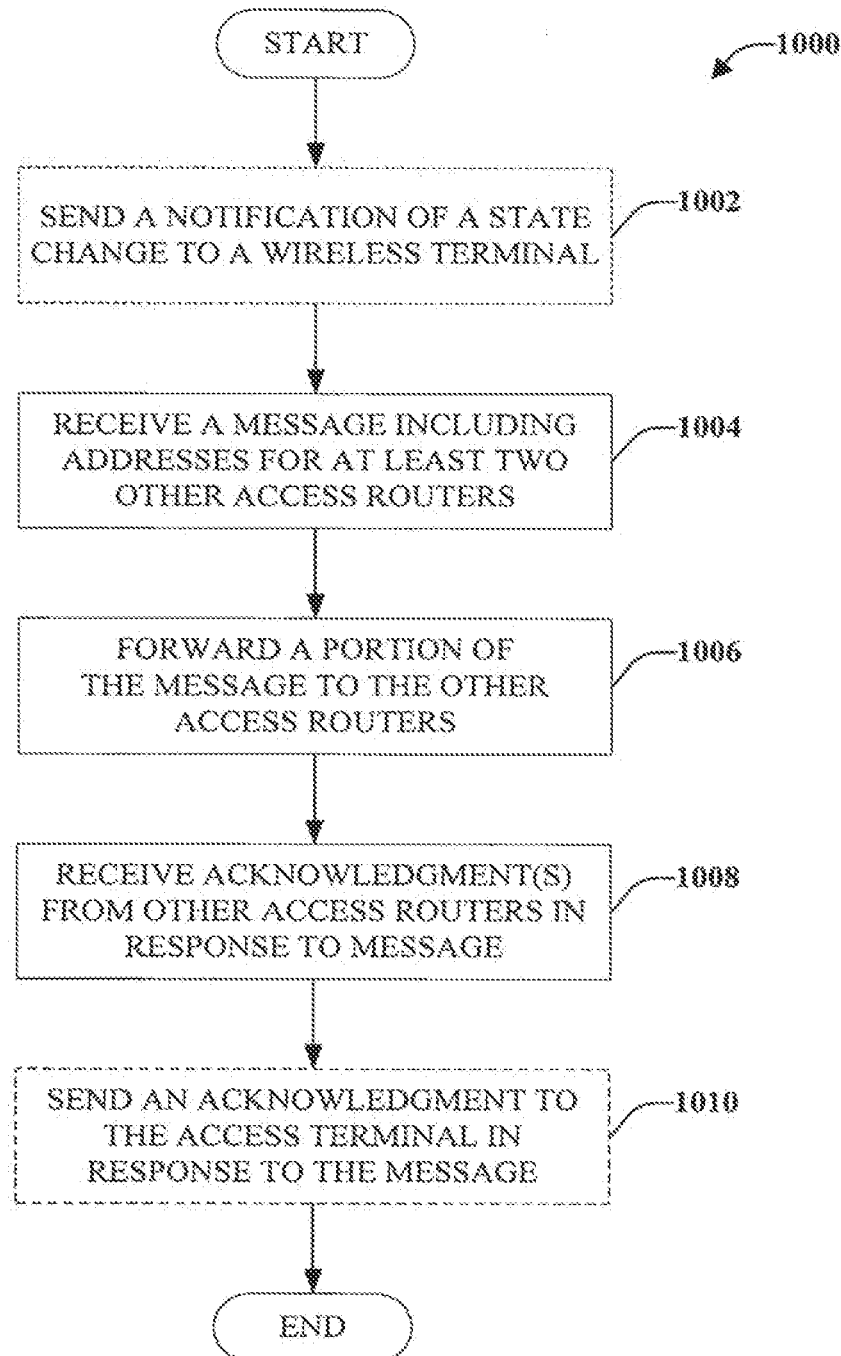 START
1000
SEND A NOTIFICATION OF A STATE
CHANGE TO A WIRELESS TERMINAL
1002
RECEIVE A MESSAGE INCLUDING
ADDRESSES FOR AT LEAST TWO
OTHER ACCESS ROUTERS
1004
FORWARD A PORTION OF
THE MESSAGE TO THE OTHER
ACCESS ROUTERS
1006
RECEIVE ACKNOWLEDGMENT(S)
FROM OTHER ACCESS ROUTERS IN
RESPONSE TO MESSAGE
1008
SEND AN ACKNOWLEDGMENT TO
THE ACCESS TERMINAL IN
RESPONSE TO THE MESSAGE
1010
END